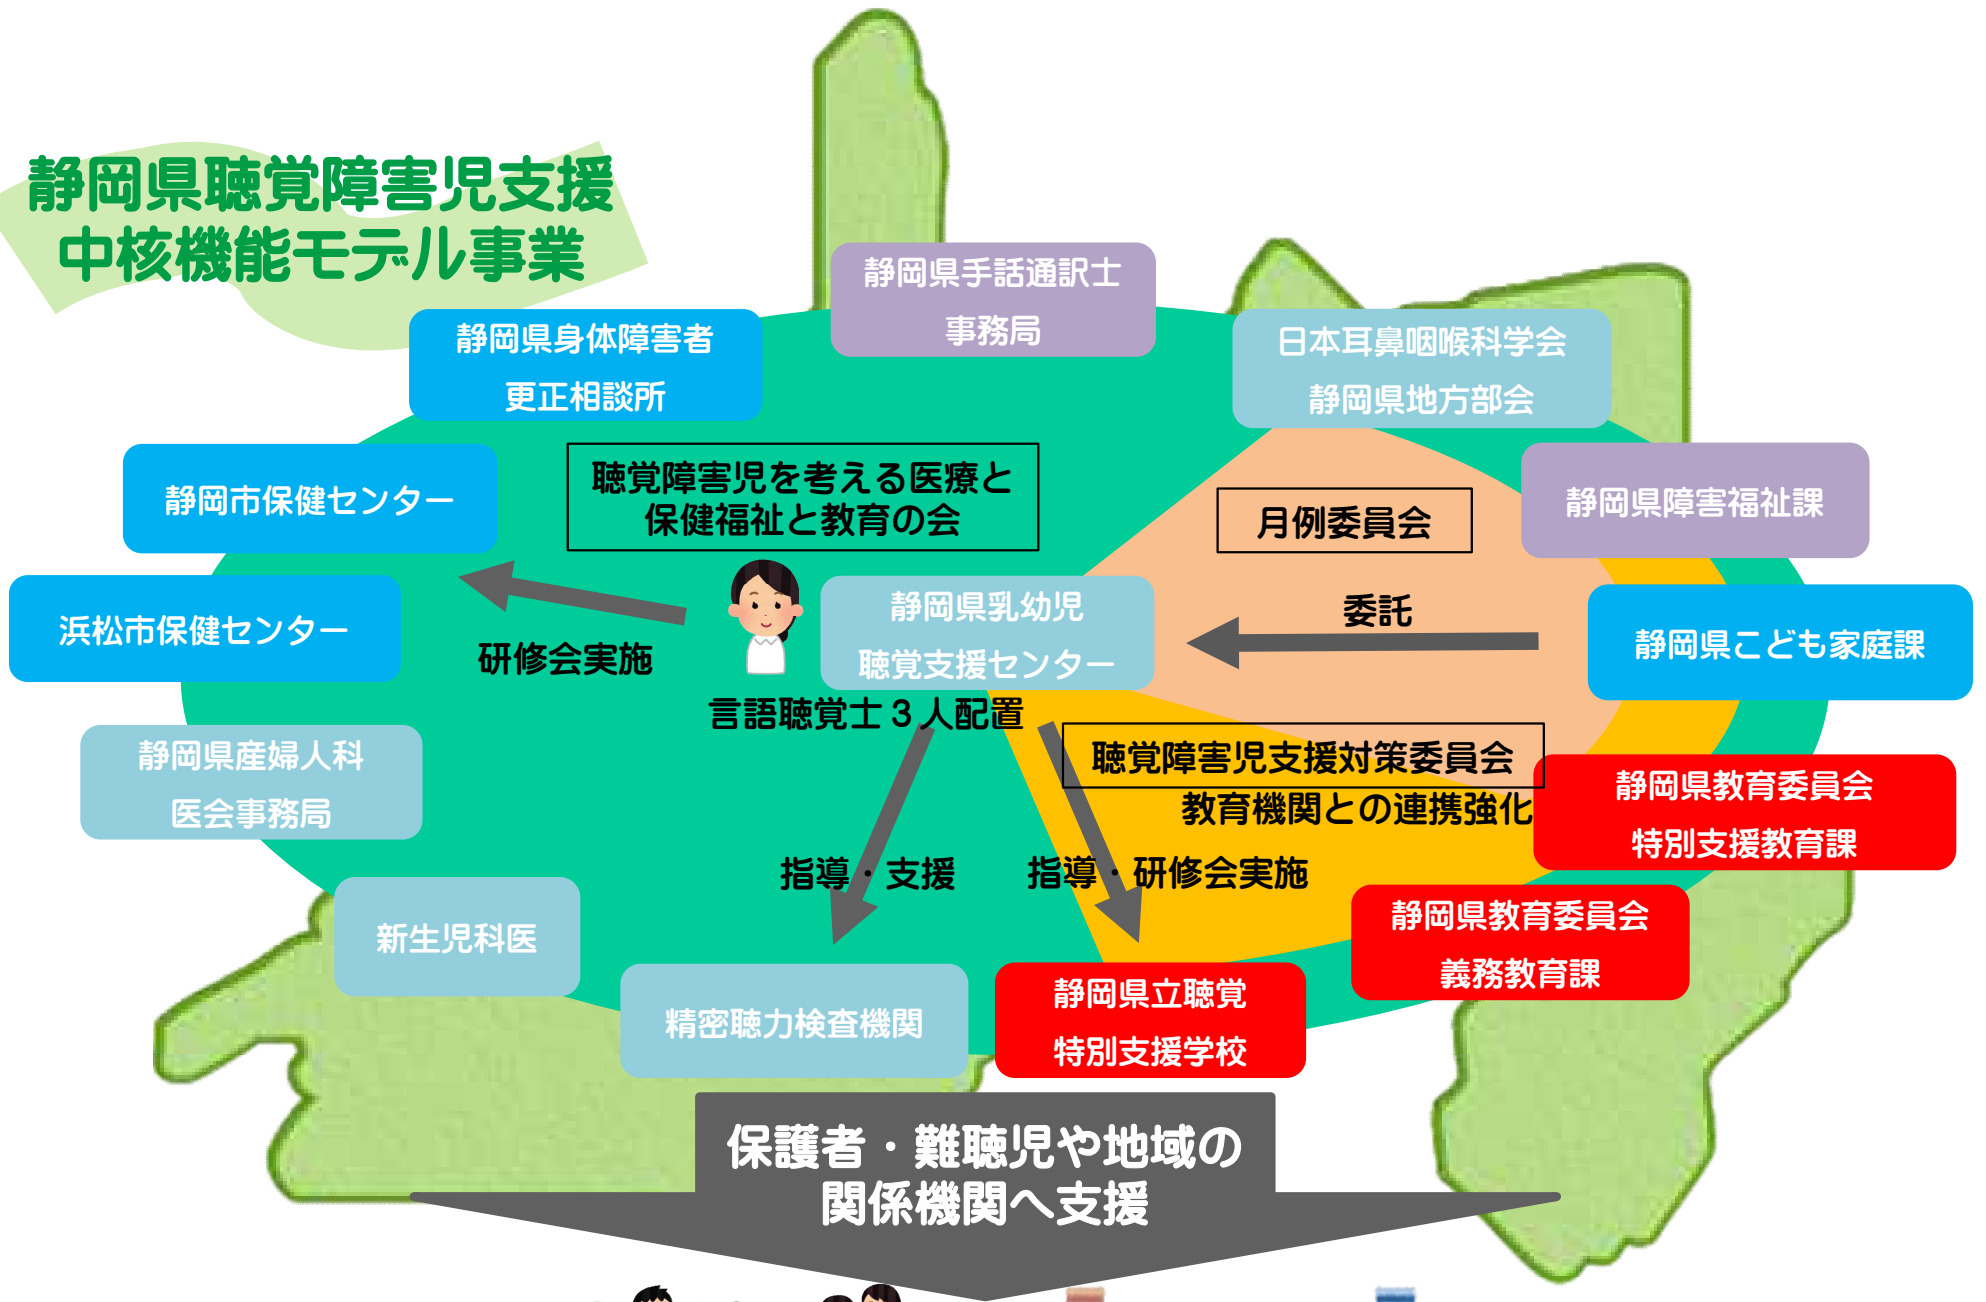 静岡県聴覚障害児支援
中核機能モデル事業
静岡県手話通訳士
事務局
静岡県身体障害者
更正相談所
日本耳鼻咽喉科学会
静岡県地方部会
静岡市保健センター
聴覚障害児を考える医療と
保健福祉と教育の会
月例委員会
静岡県障害福祉課
浜松市保健センター
研修会実施
静岡県乳幼児
聴覚支援センター
言語聴覚士３人配置
委託
静岡県こども家庭課
静岡県産婦人科
医会事務局
聴覚障害児支援対策委員会
教育機関との連携強化
静岡県教育委員会
特別支援教育課
指導・支援
指導・研修会実施
静岡県教育委員会
義務教育課
新生児科医
精密聴力検査機関
静岡県立聴覚
特別支援学校
保護者・難聴児や地域の
関係機関へ支援